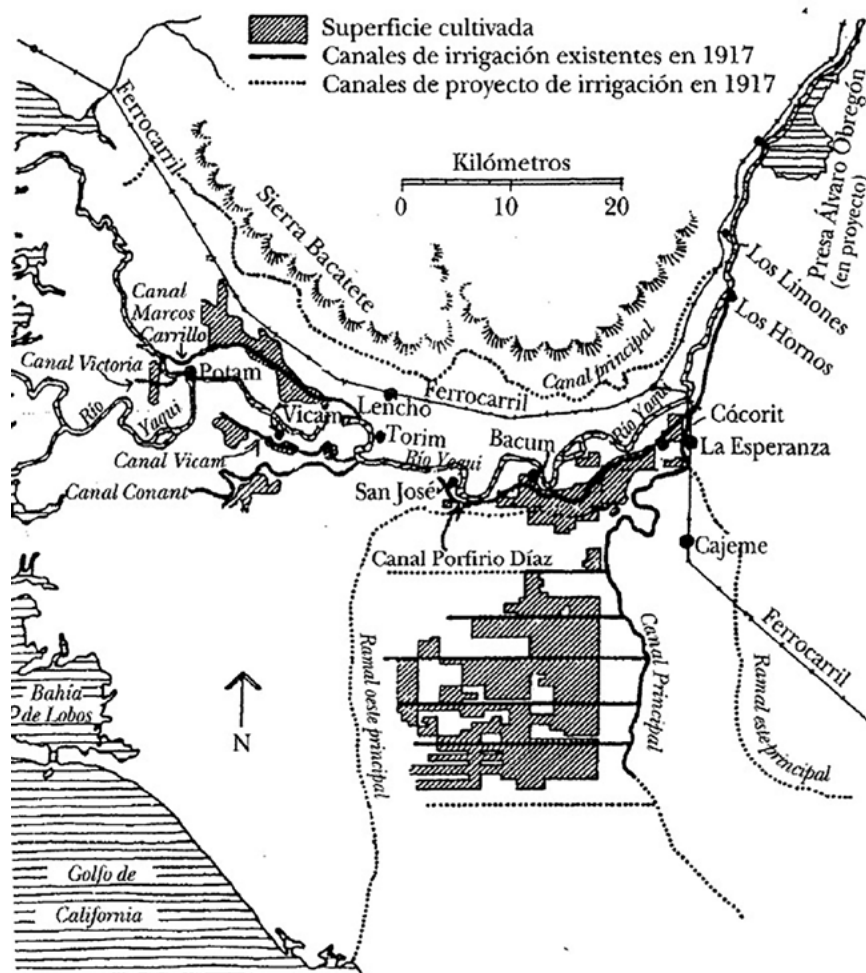 Superficie cultivada
Canales de irrigación existentes en 1917
Canales de proyecto de irrigación en 1917
Ferrocarril
Kilómetros
0 10 20
Sierra Bacatete
Presa Álvaro Obregón
(en proyecto)
Los Limones
Los Hornos
Canal
Marcos
Carrillo
Canal principal
Canal Victoria
Potam
Ferrocarril
Lencho
Río
Yaqui
Vicam
Torim
Bacum
Río Yaqui
Cócorit
La Esperanza
Canal Vicam
Río Yaqui
Canal Conant
San José
Canal Porfirio Díaz
Cajeme
Ramal oeste principal
Canal Principal
Ferrocarril
Ramal este principal
Bahía
de Lobos
N
Golfo de
California